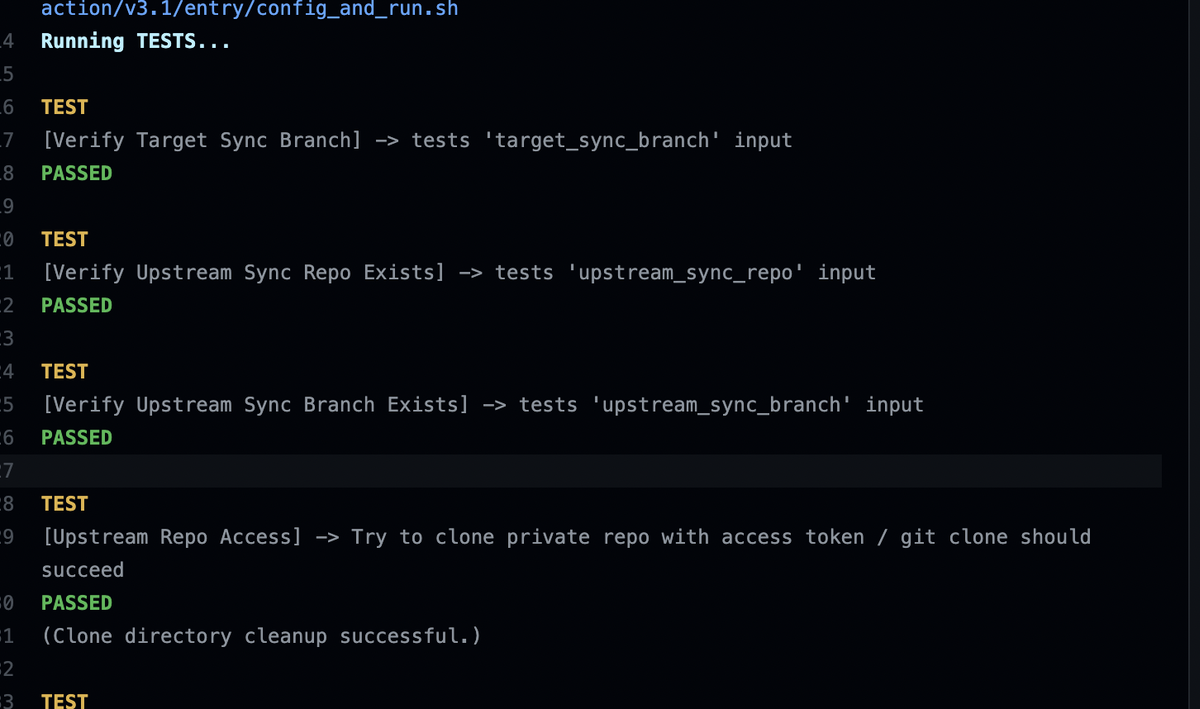 action/v3.1/entry/config_and_run.sh
4 Running TESTS...
5
6 TEST
7 [Verify Target Sync Branch] -> tests 'target_sync_branch' input
8 PASSED
9
0 TEST
1 [Verify Upstream Sync Repo Exists] -> tests 'upstream_sync_repo' input
2 PASSED
3
4 TEST
5 [Verify Upstream Sync Branch Exists] -> tests 'upstream_sync_branch' input
6 PASSED
7
8 TEST
9 [Upstream Repo Access] -> Try to clone private repo with access token / git clone should
succeed
0 PASSED
1 (Clone directory cleanup successful.)
2
3 TEST